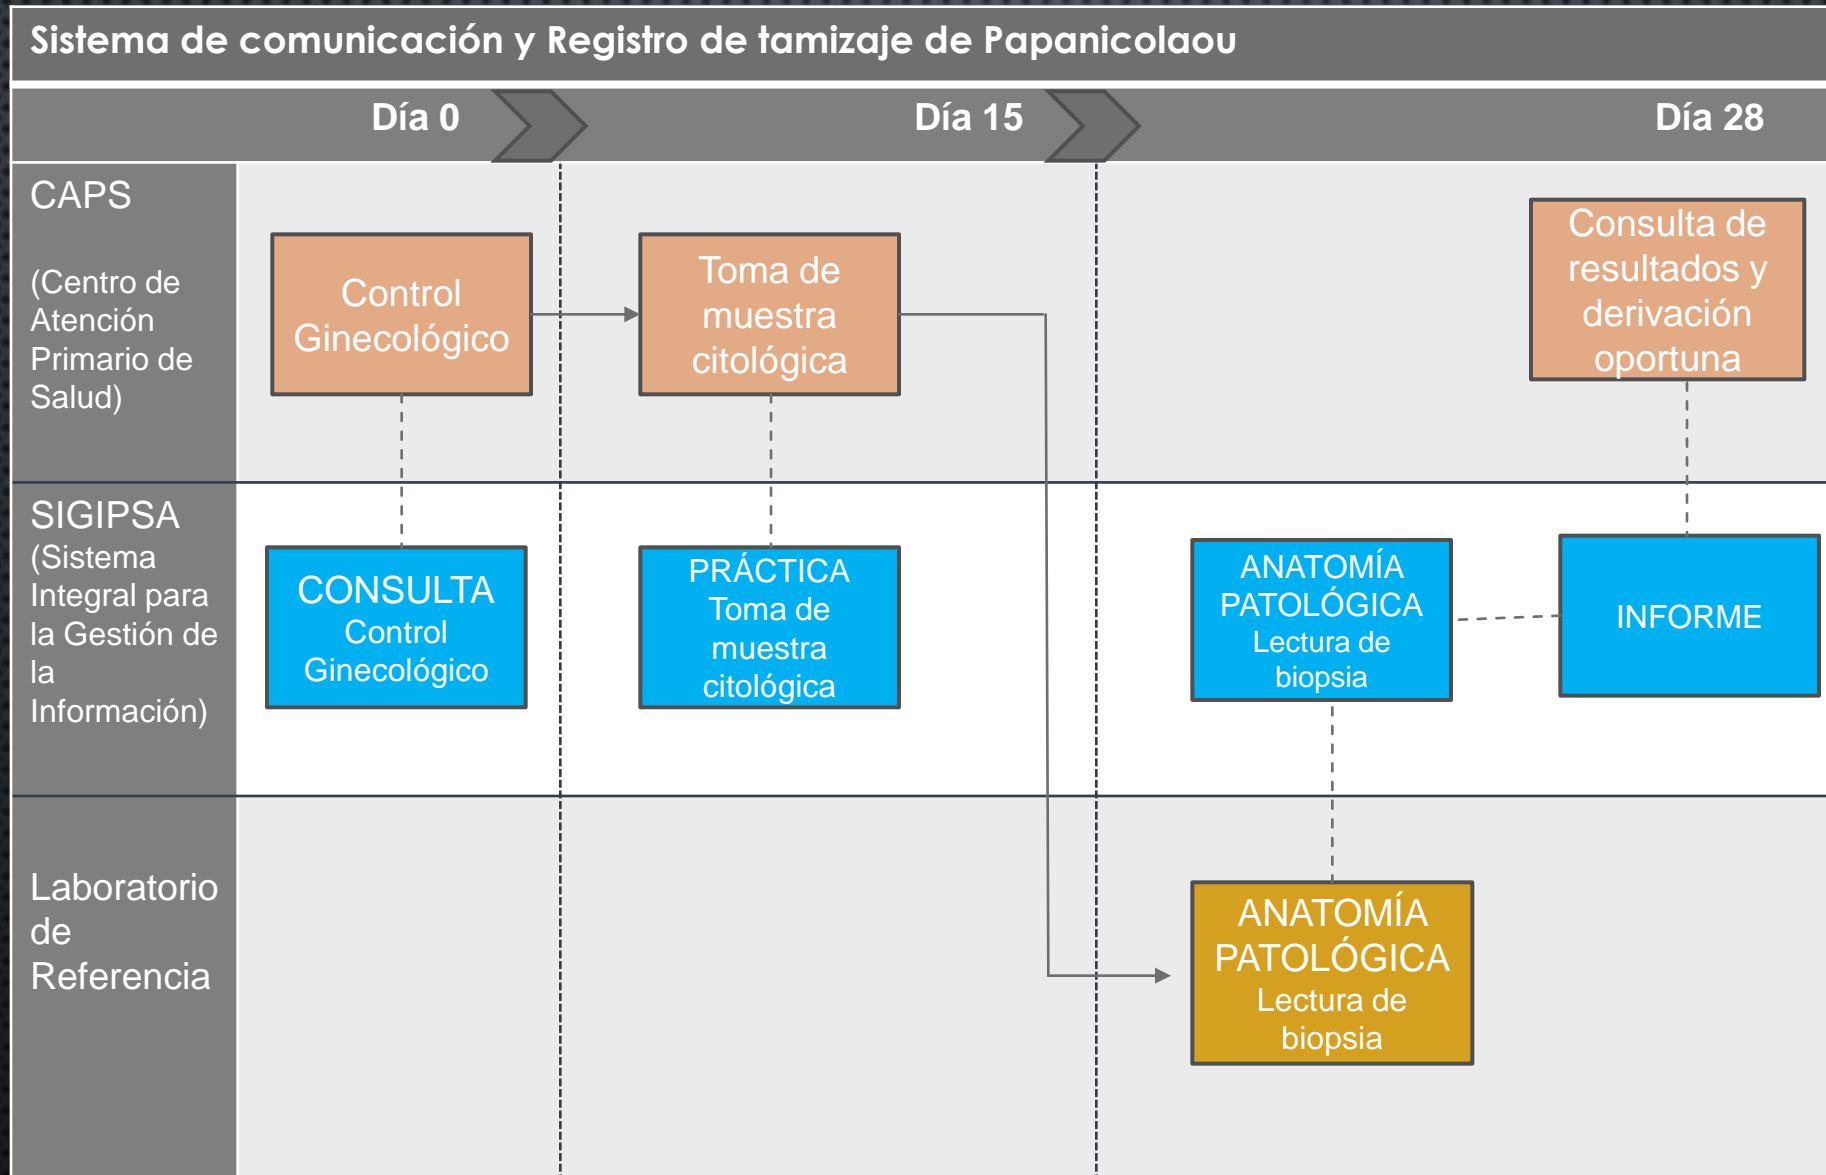 Sistema de comunicación y Registro de tamizaje de Papanicolaou
Día 0
Día 15
Día 28
CAPS
(Centro de
Atención
Primario de
Salud)
Control
Ginecológico
Toma de
muestra
citológica
Consulta de
resultados y
derivación
oportuna
SIGIPSA
(Sistema
Integral para
la Gestión de
la
Información)
CONSULTA
Control
Ginecológico
PRÁCTICA
Toma de
muestra
citológica
ANATOMÍA
PATOLÓGICA
Lectura de
biopsia
INFORME
Laboratorio
de
Referencia
ANATOMÍA
PATOLÓGICA
Lectura de
biopsia